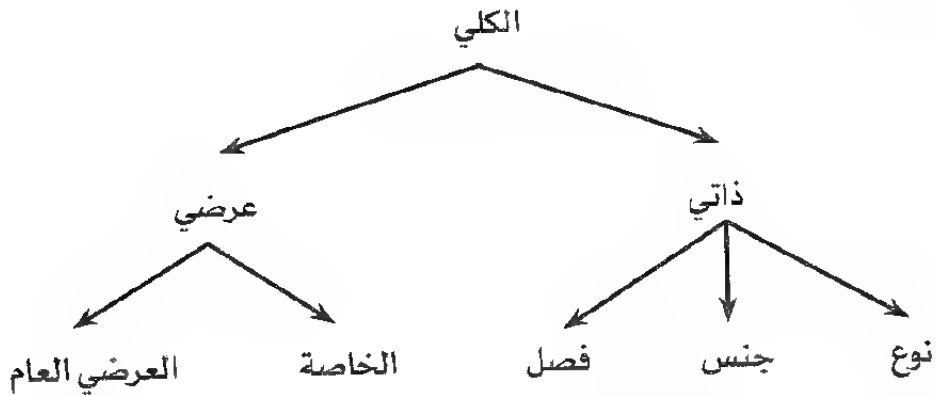 الكلي
ذاتي
عرضي
نوع
جنس
فصل
الخاصة
العرضي العام